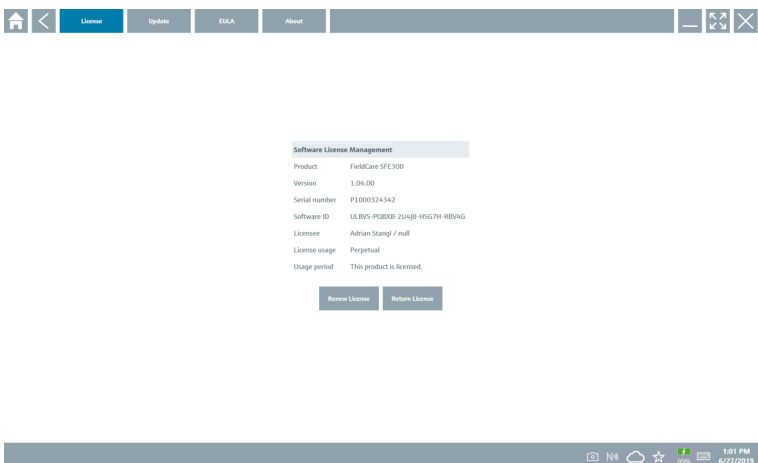 License Update EULA About
Software License Management
Product FieldCare SFE300
Version 1.04.00
Serial number P1000324342
Software ID ULBVS-PQBXB-2U4JB-HSG7H-RBV4G
Licensee Adrian Stangl / null
License usage Perpetual
Usage period This product is licensed.
Renew License Return License
1:01 PM
6/27/2019